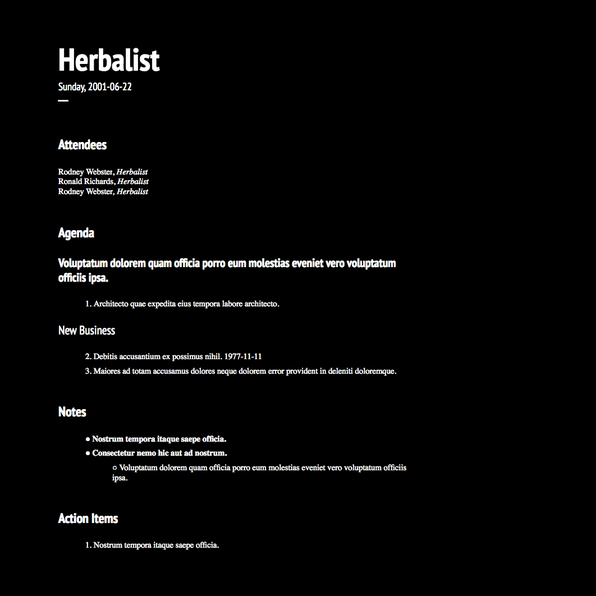 Herbalist
Sunday, 2001-06-22
—
Attendees
Rodney Webster, Herbalist
Ronald Richards, Herbalist
Rodney Webster, Herbalist
Agenda
Voluptatum dolorem quam officia porro eum molestias eveniet vero voluptatum
officiis ipsa.
1. Architecto quae expedita eius tempora labore architecto.
New Business
2. Debitis accusantium ex possimus nihil. 1977-11-11
3. Maiores ad totam accusamus dolores neque dolorem error provident in deleniti doloremque.
Notes
● Nostrum tempora itaque saepe officia.
● Consectetur nemo hic aut ad nostrum.
○ Voluptatum dolorem quam officia porro eum molestias eveniet vero voluptatum officiis
ipsa.
Action Items
1. Nostrum tempora itaque saepe officia.